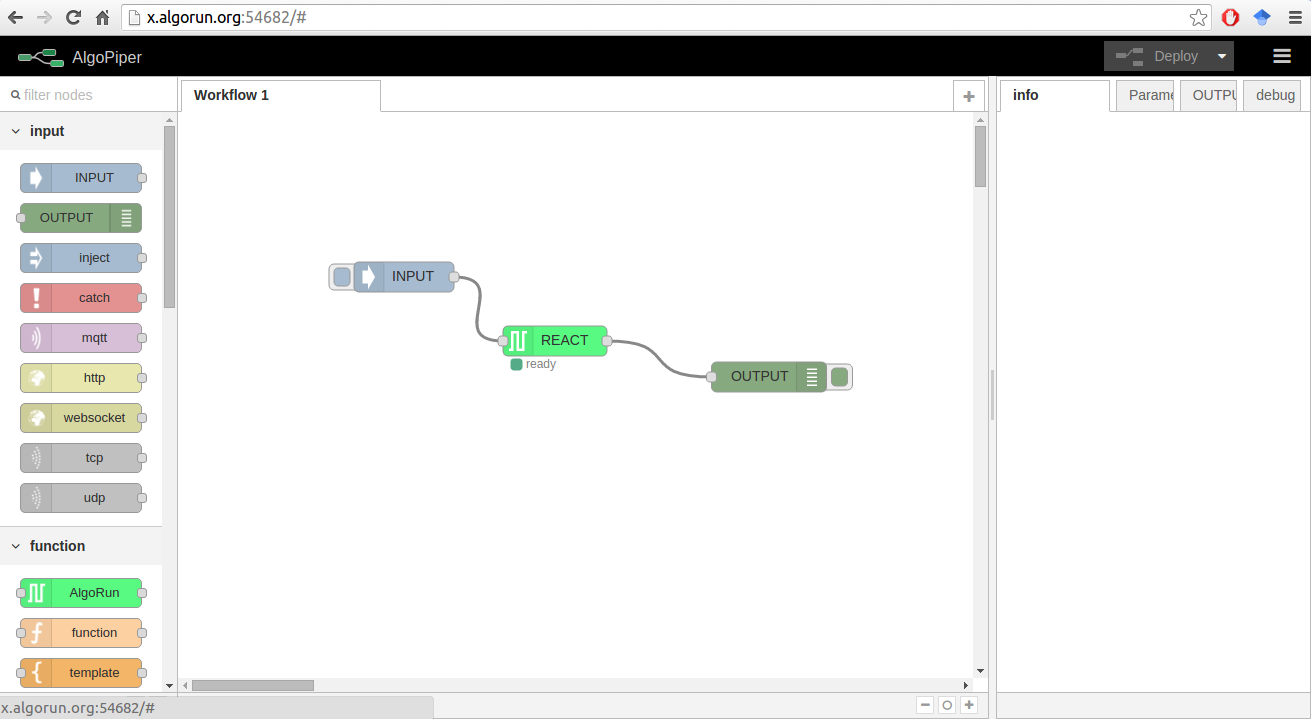 x.algorun.org:54682/#
AlgoPiper
Deploy
filter nodes
Workflow 1
info
Parame
OUTPU
debug
input
INPUT
OUTPUT
inject
catch
mqtt
http
websocket
tcp
udp
function
AlgoRun
function
template
INPUT
REACT
ready
OUTPUT
x.algorun.org:54682/#